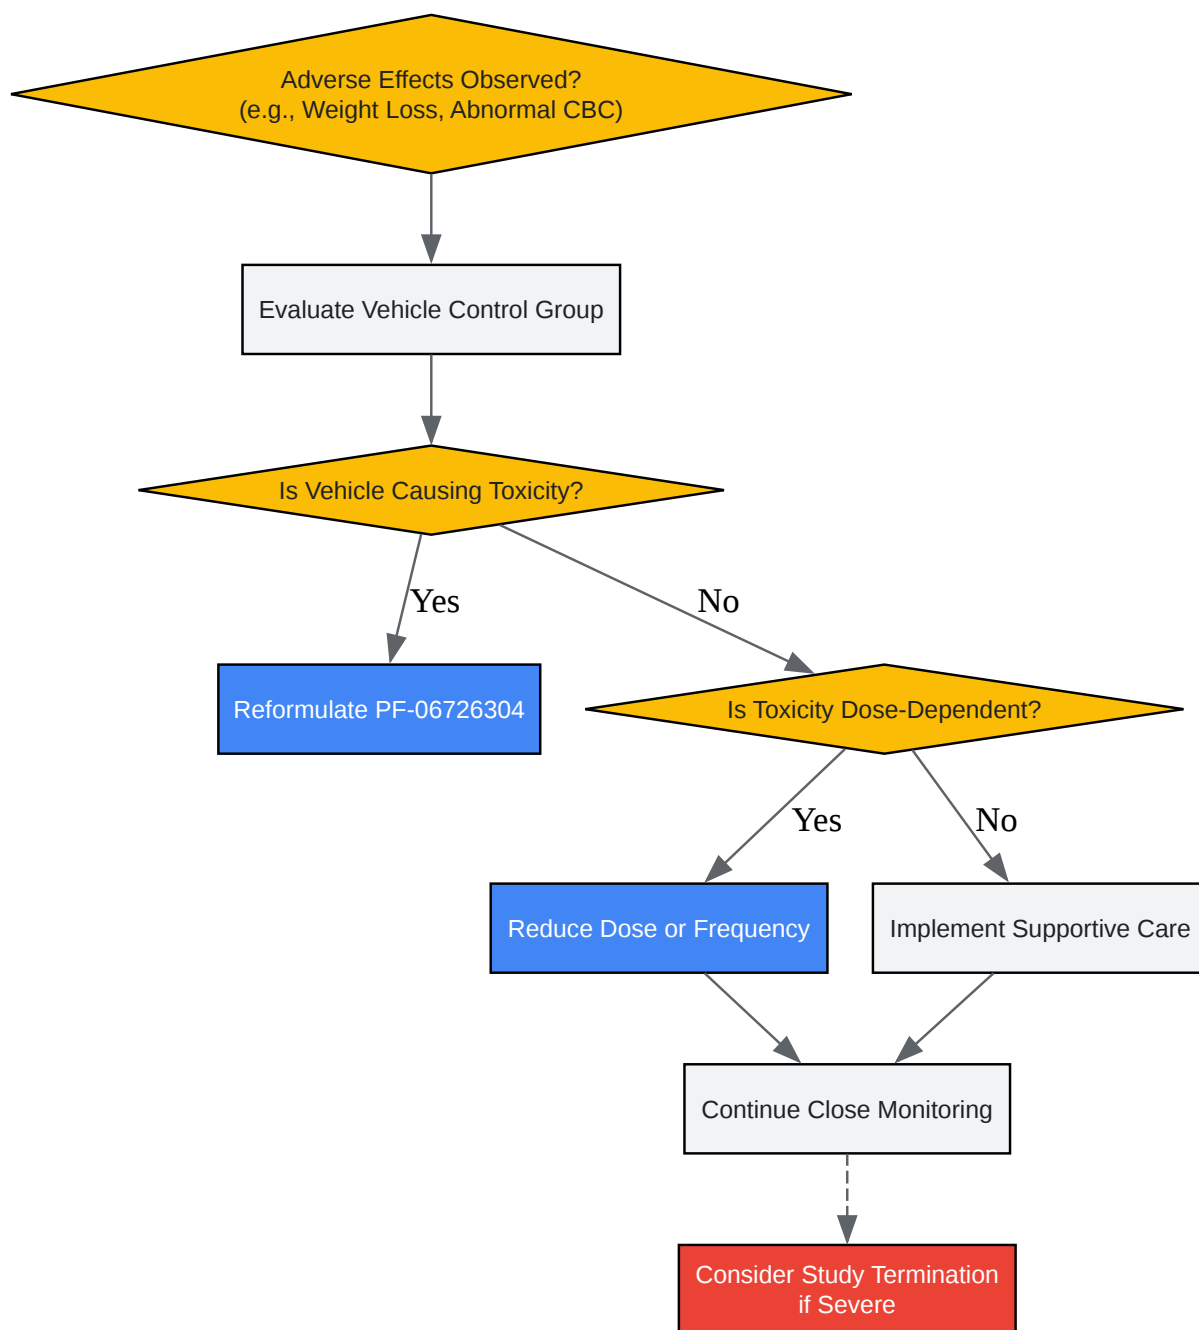 Adverse Effects Observed?
(e.g., Weight Loss, Abnormal CBC)
Evaluate Vehicle Control Group
Is Vehicle Causing Toxicity?
Yes
No
Reformulate PF-06726304
Is Toxicity Dose-Dependent?
Yes
No
Reduce Dose or Frequency
Implement Supportive Care
Continue Close Monitoring
Consider Study Termination
if Severe